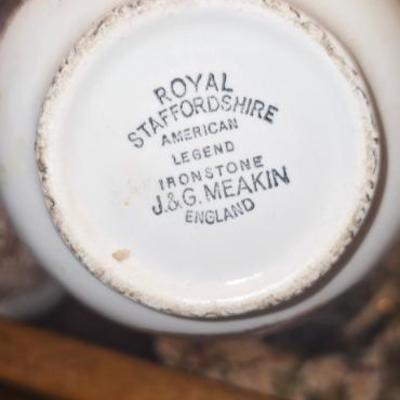 ROYAL
STAFFORDSHIRE
AMERICAN
LEGEND
IRONSTONE
J.&G. MEAKIN
ENGLAND